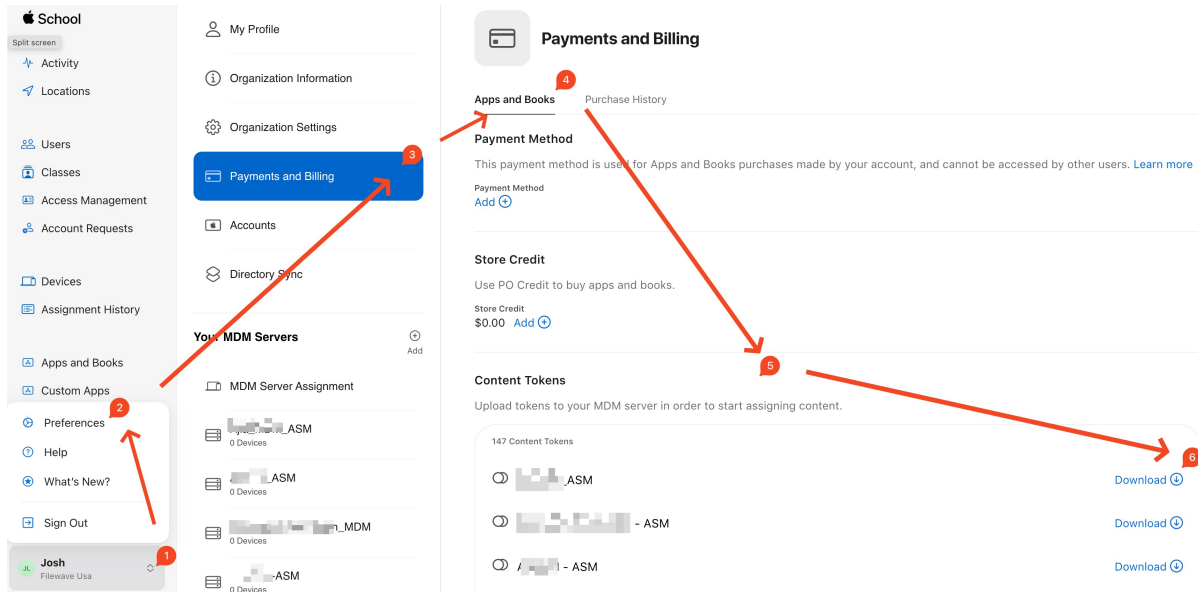 School
Split screen
Activity
Locations
Users
Classes
Access Management
Account Requests
Devices
Assignment History
Apps and Books
Custom Apps
2
Preferences
Help
What's New?
Sign Out
1
JL
Josh
Filewave Usa
My Profile
Organization Information
Organization Settings
3
Payments and Billing
Accounts
Directory Sync
Your MDM Servers
Add
MDM Server Assignment
_ASM
0 Devices
_ASM
0 Devices
_MDM
0 Devices
-ASM
0 Devices
Payments and Billing
4
Apps and Books
Purchase History
Payment Method
This payment method is used for Apps and Books purchases made by your account, and cannot be accessed by other users. Learn more
Payment Method
Add
Store Credit
Use PO Credit to buy apps and books.
Store Credit
$0.00 Add
5
Content Tokens
Upload tokens to your MDM server in order to start assigning content.
147 Content Tokens
6
_ASM Download
- ASM Download
- ASM Download